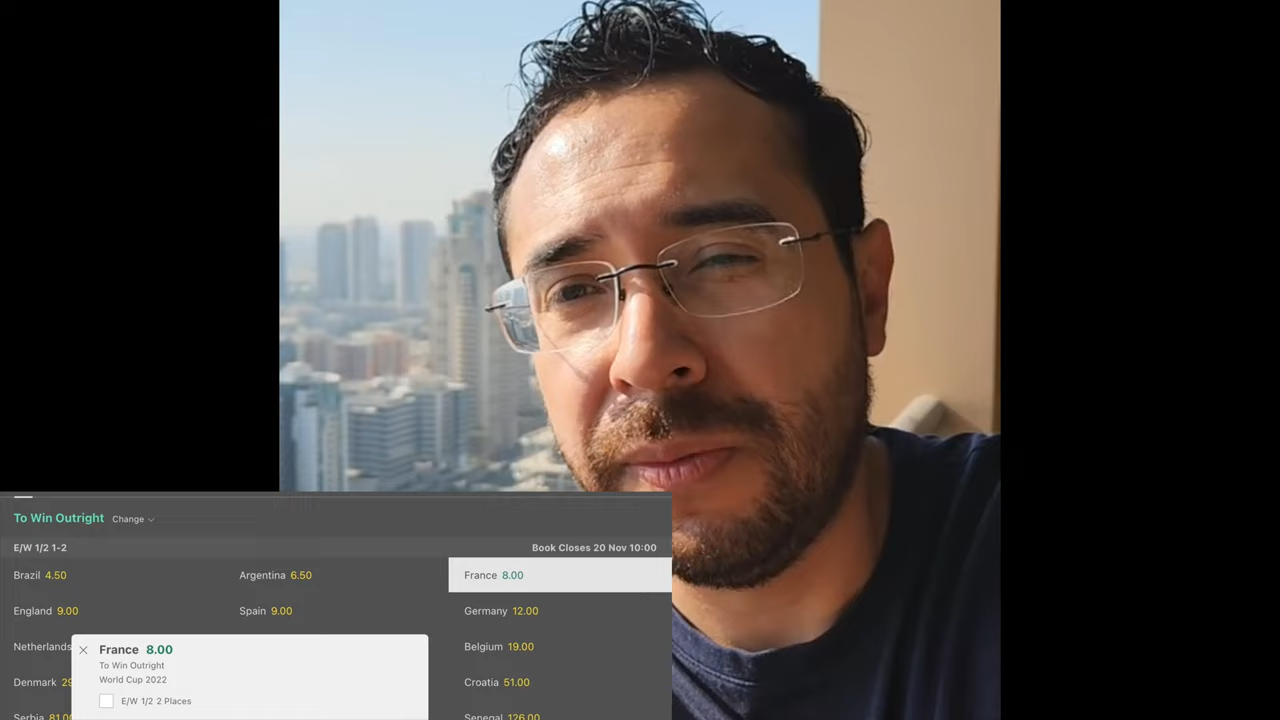 To Win Outright Change
E/W 1/2 1-2 Book Closes 20 Nov 10:00
Brazil 4.50 Argentina 6.50 France 8.00
England 9.00 Spain 9.00 Germany 12.00
Netherlands Belgium 19.00
France 8.00
To Win Outright
World Cup 2022
Denmark Croatia 51.00
E/W 1/2 2 Places
Serbia 81.00 Senegal 126.00